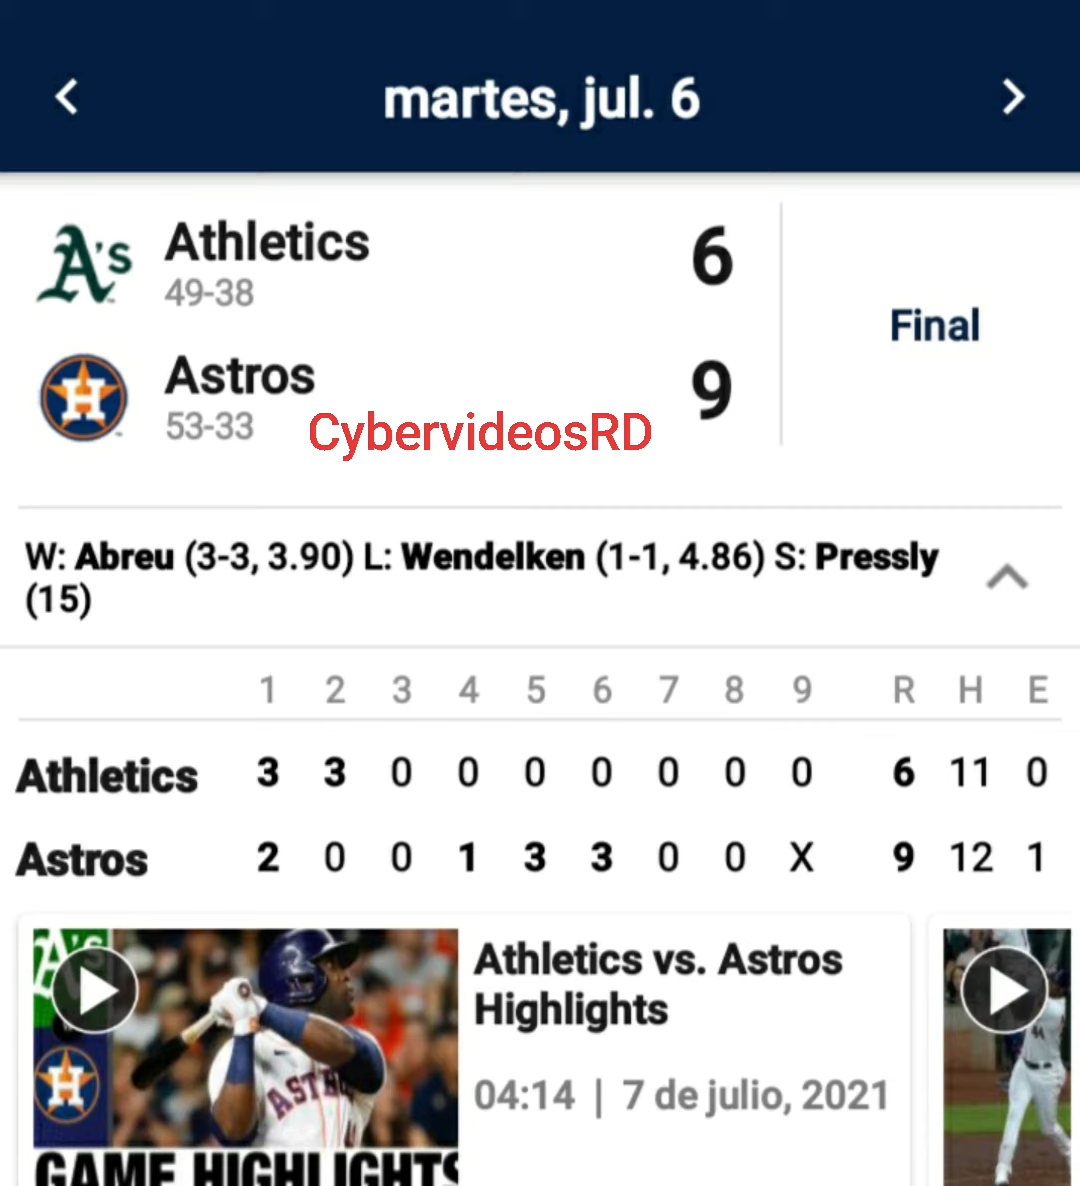 martes, jul. 6
A's Athletics 6
49-38
Final
H Astros 9
53-33
CybervideosRD
W: Abreu (3-3, 3.90) L: Wendelken (1-1, 4.86) S: Pressly
(15)
1 2 3 4 5 6 7 8 9 R H E
Athletics 3 3 0 0 0 0 0 0 0 6 11 0
Astros 2 0 0 1 3 3 0 0 X 9 12 1
A's
H
ASTR
GAME HIGHLIGHTS
Athletics vs. Astros
Highlights
04:14 | 7 de julio, 2021
44